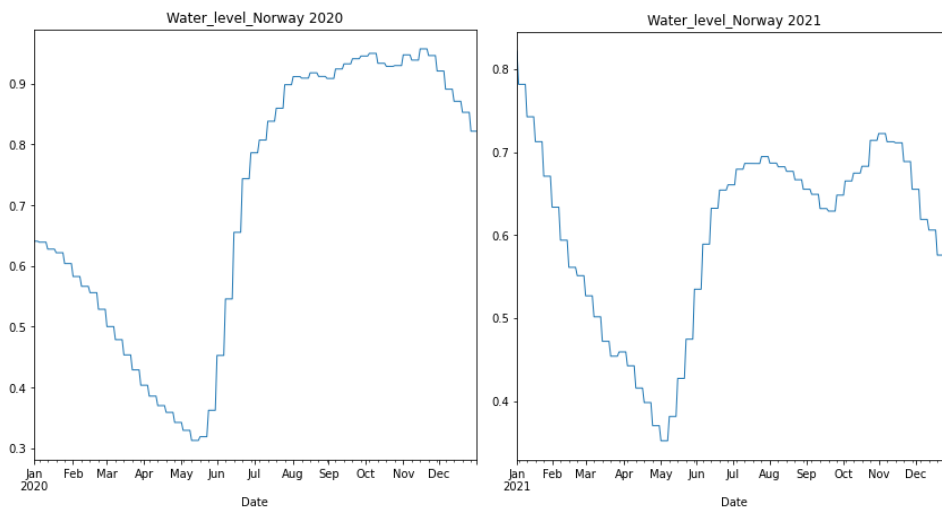 Water_level_Norway 2020
0.9
0.8
0.7
0.6
0.5
0.4
0.3
Jan Feb Mar Apr May Jun Jul Aug Sep Oct Nov Dec
2020
Date
Water_level_Norway 2021
0.8
0.7
0.6
0.5
0.4
Jan Feb Mar Apr May Jun Jul Aug Sep Oct Nov Dec
2021
Date